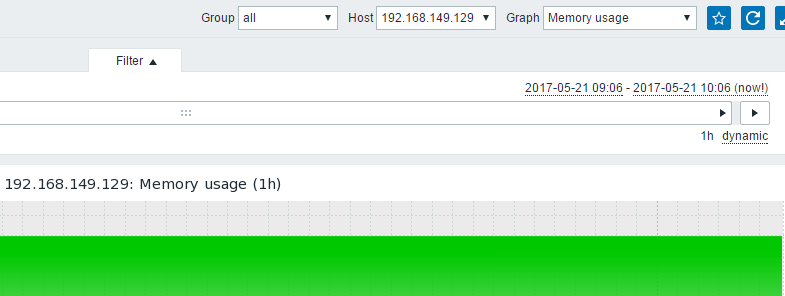 Group all Host 192.168.149.129 Graph Memory usage
Filter
2017-05-21 09:06 - 2017-05-21 10:06 (now!)
1h dynamic
192.168.149.129: Memory usage (1h)